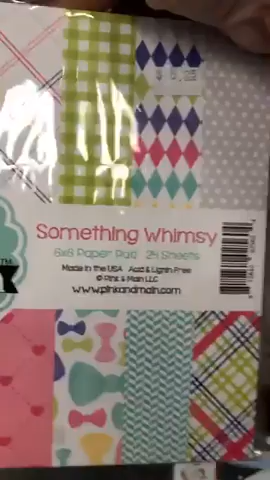 Something Whimsy
6x6 Paper Pad 24 Sheets
Made in the USA Acid & Lignin Free
© Pink & Main LLC
www.pinkandmain.com